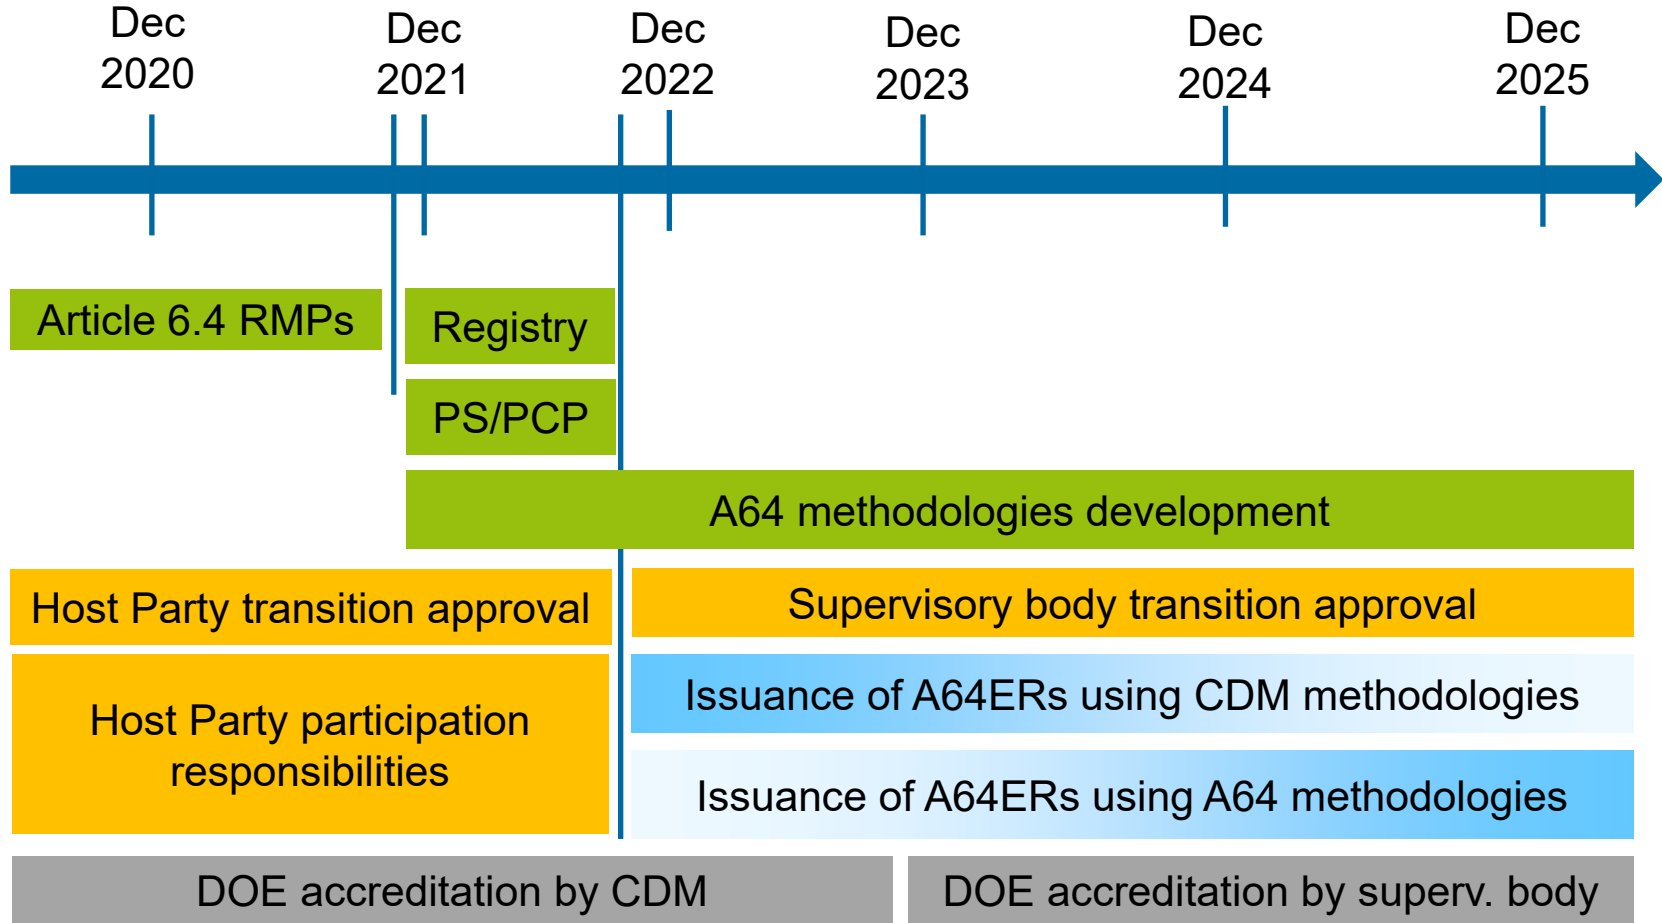 Dec
2020
Dec
2021
Dec
2022
Dec
2023
Dec
2024
Dec
2025
Article 6.4 RMPs
Registry
PS/PCP
A64 methodologies development
Host Party transition approval
Supervisory body transition approval
Host Party participation
responsibilities
Issuance of A64ERs using CDM methodologies
Issuance of A64ERs using A64 methodologies
DOE accreditation by CDM
DOE accreditation by superv. body